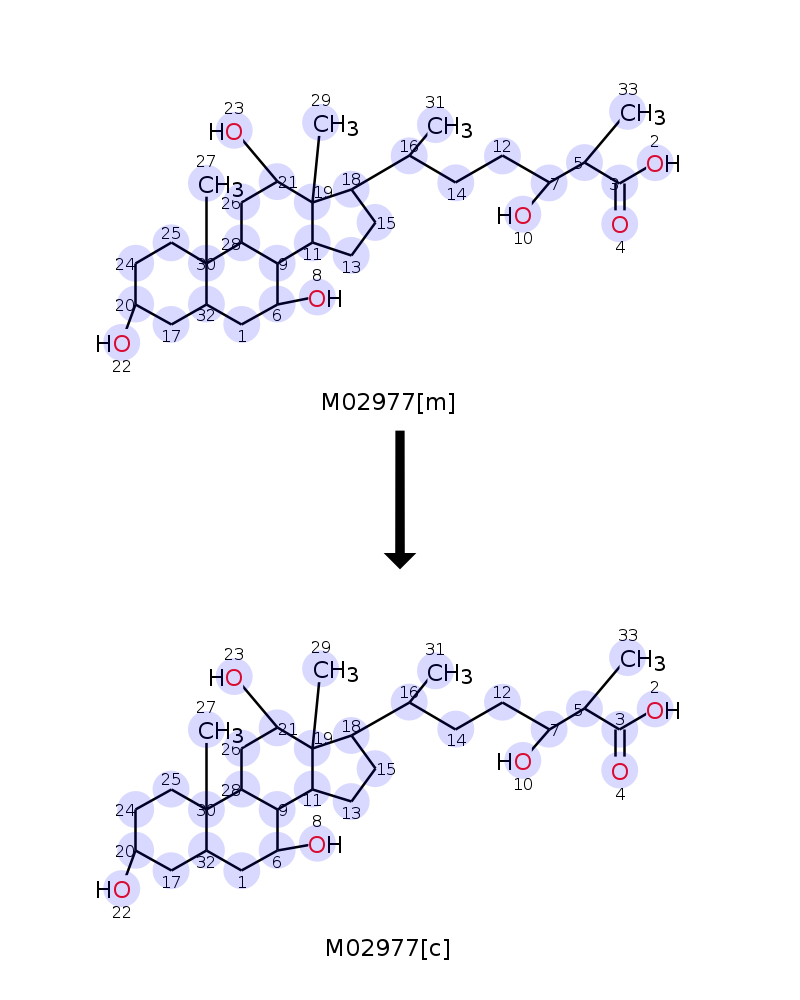 33
29 31 CH3
23 CH3 CH3 2
HO 16 12 5 OH
27 21 18 3
CH3 19 14 7
26 HO O
25 28 15 10 4
24 30 9 11 13
8
20 OH
32 6
HO 17 1
22
M02977[m]
33
29 31 CH3
23 CH3 CH3 2
HO 16 12 5 OH
27 21 18 3
CH3 19 14 7
26 HO O
25 28 15 10 4
24 30 9 11 13
8
20 OH
32 6
HO 17 1
22
M02977[c]